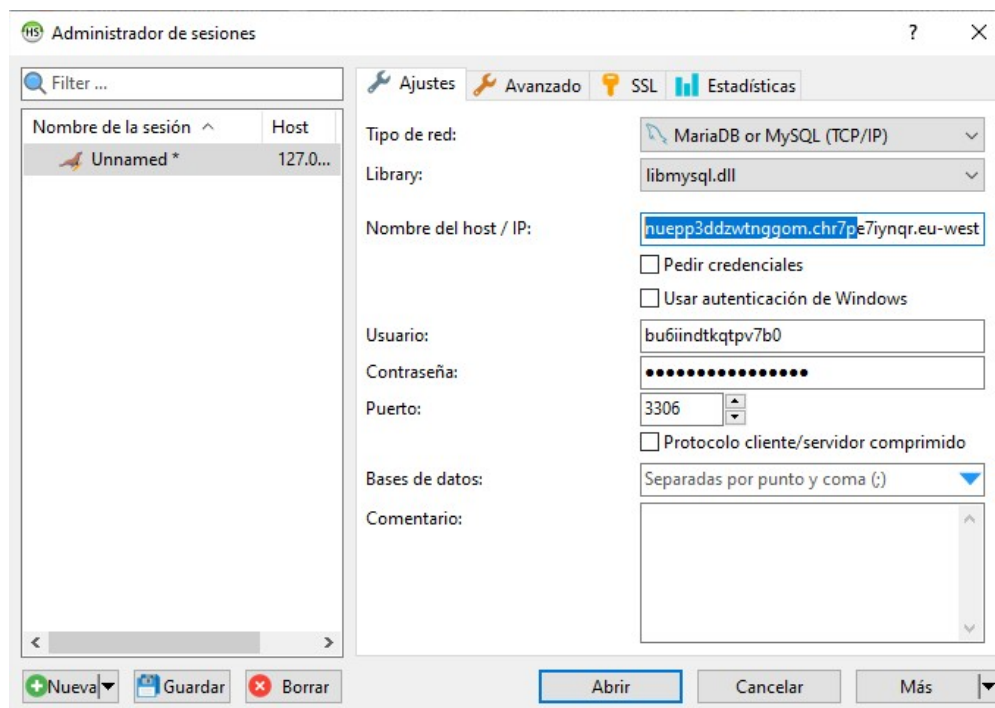 HS Administrador de sesiones ? ×
Filter ...
Nombre de la sesión Host
Unnamed * 127.0...
Ajustes Avanzado SSL Estadísticas
Tipo de red: MariaDB or MySQL (TCP/IP)
Library: libmysql.dll
Nombre del host / IP: nuepp3ddzwtnggom.chr7pe7iynqr.eu-west
Pedir credenciales
Usar autenticación de Windows
Usuario: bu6iindtkqtpv7b0
Contraseña: ●●●●●●●●●●●●●●●●
Puerto: 3306
Protocolo cliente/servidor comprimido
Bases de datos: Separadas por punto y coma (;)
Comentario:
Nueva Guardar Borrar Abrir Cancelar Más